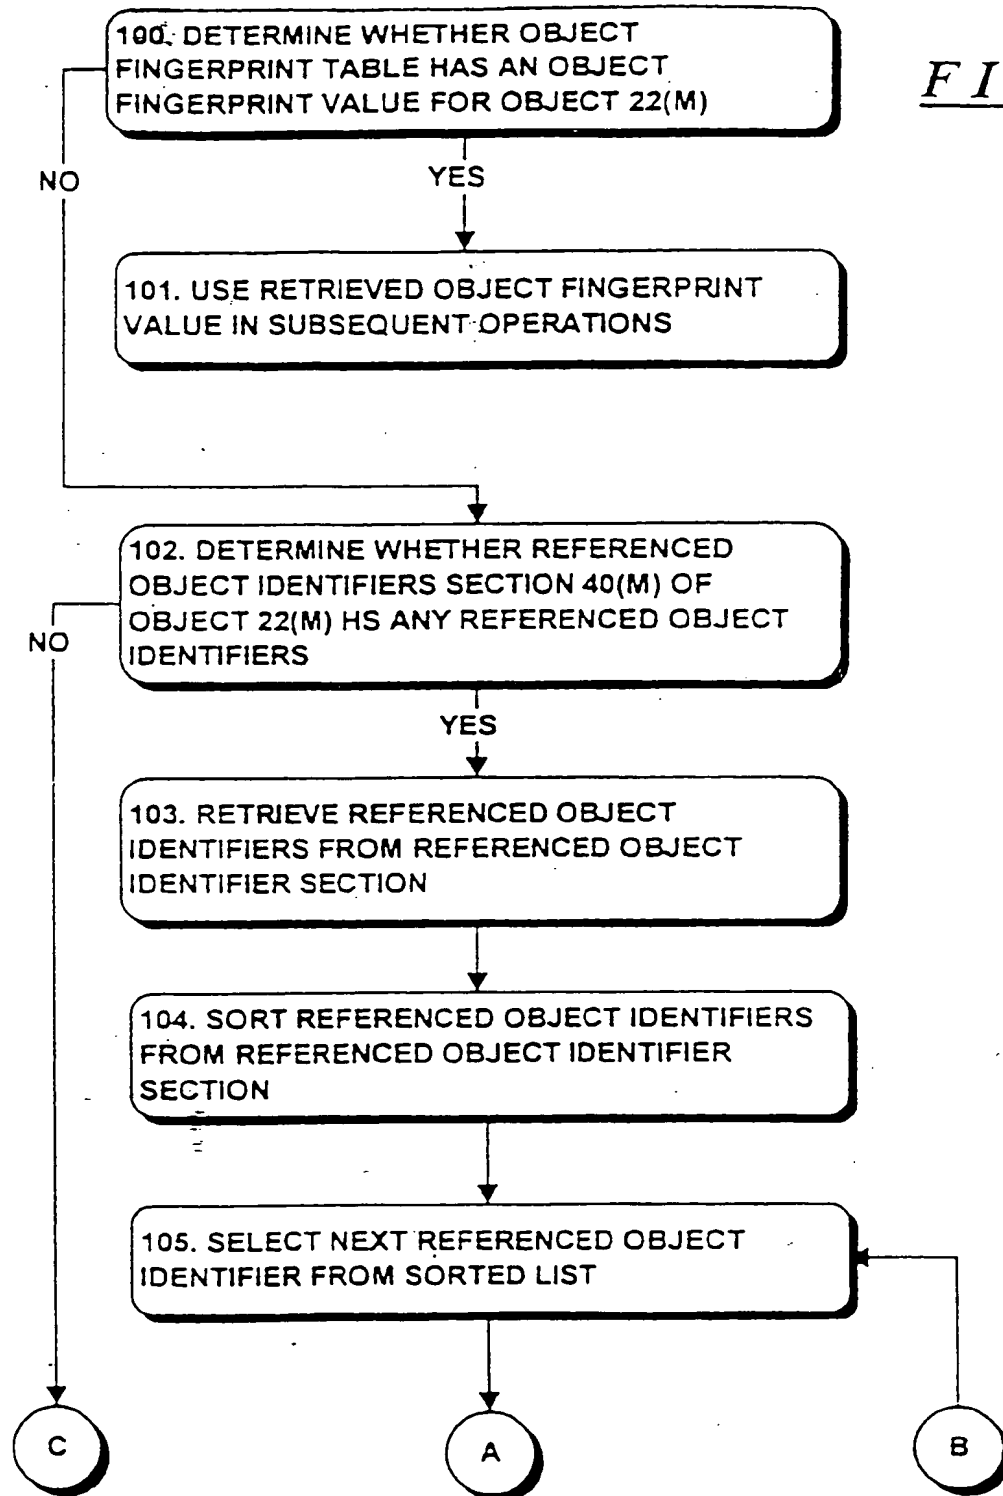 100. DETERMINE WHETHER OBJECT
FINGERPRINT TABLE HAS AN OBJECT
FINGERPRINT VALUE FOR OBJECT 22(M)
F I
NO
YES
101. USE RETRIEVED OBJECT FINGERPRINT
VALUE IN SUBSEQUENT OPERATIONS
102. DETERMINE WHETHER REFERENCED
OBJECT IDENTIFIERS SECTION 40(M) OF
OBJECT 22(M) HS ANY REFERENCED OBJECT
IDENTIFIERS
NO
YES
103. RETRIEVE REFERENCED OBJECT
IDENTIFIERS FROM REFERENCED OBJECT
IDENTIFIER SECTION
104. SORT REFERENCED OBJECT IDENTIFIERS
FROM REFERENCED OBJECT IDENTIFIER
SECTION
105. SELECT NEXT REFERENCED OBJECT
IDENTIFIER FROM SORTED LIST
C
A
B